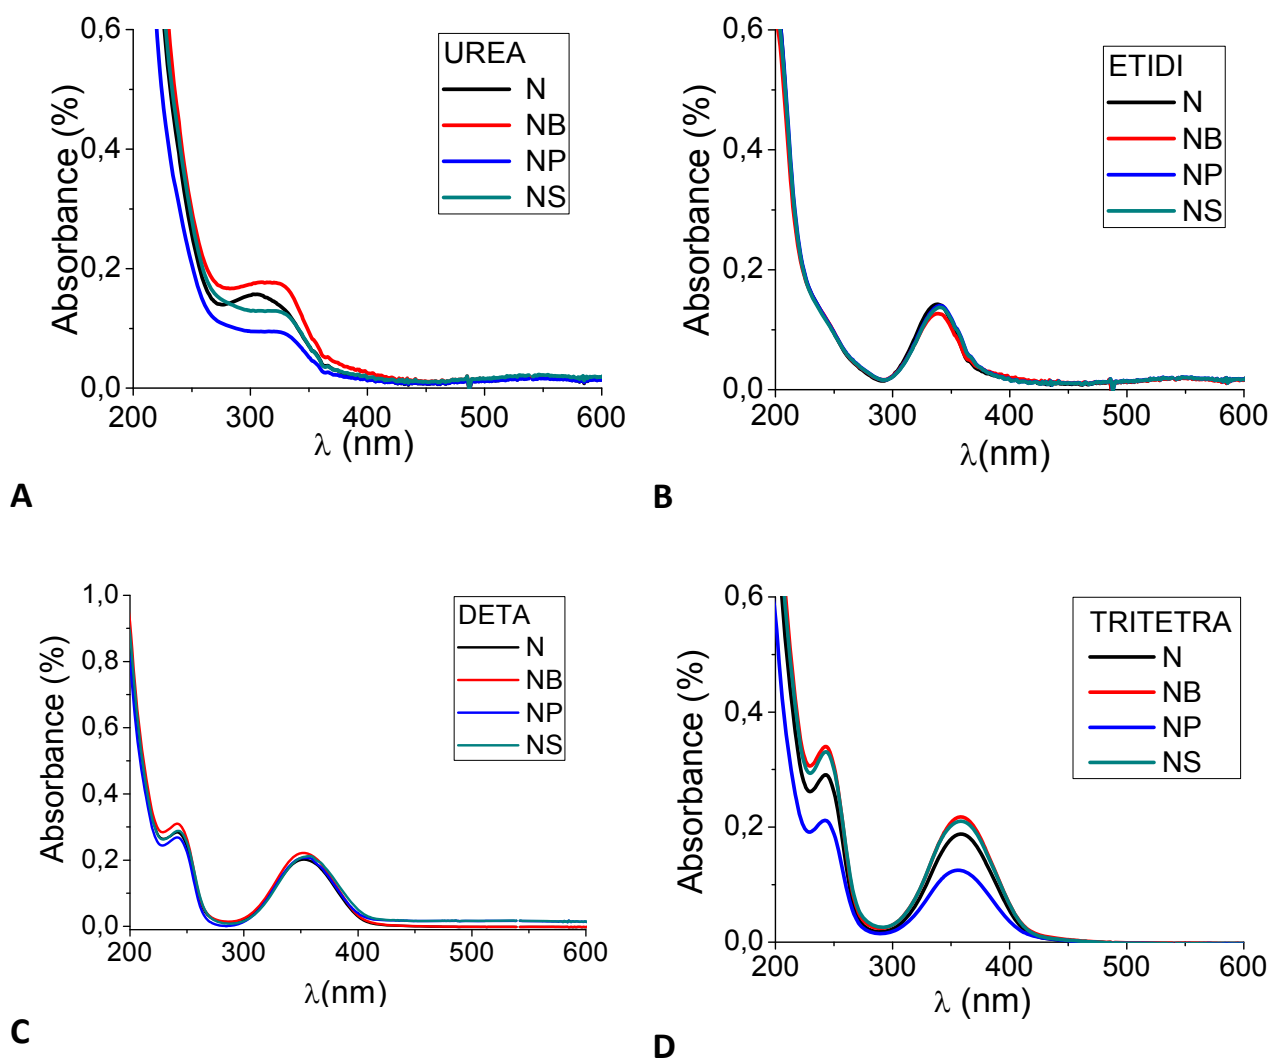 0,6
0,4
0,2
0,0
Absorbance (%)
200
300
400
500
600
λ (nm)
UREA
N
NB
NP
NS
A
0,6
0,4
0,2
0,0
Absorbance (%)
200
300
400
500
600
λ(nm)
ETIDI
N
NB
NP
NS
B
1,0
0,8
0,6
0,4
0,2
0,0
Absorbance (%)
200
300
400
500
600
λ(nm)
DETA
N
NB
NP
NS
C
0,6
0,4
0,2
0,0
Absorbance (%)
200
300
400
500
600
λ (nm)
TRITETRA
N
NB
NP
NS
D